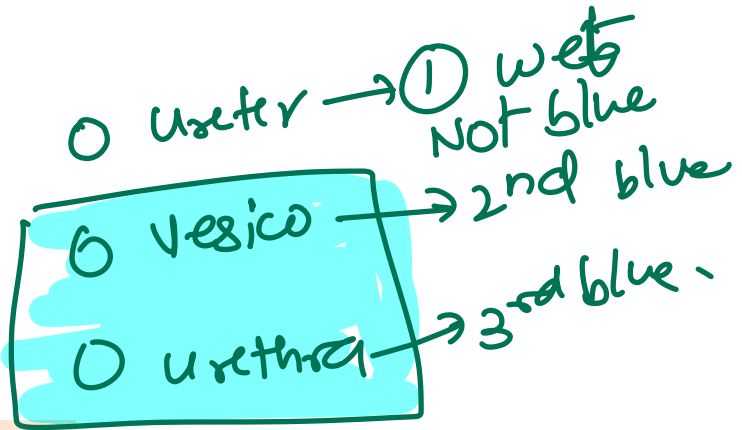 O ureter → ① wet
Not blue
O vesico → 2nd blue
O urethra → 3rd blue.